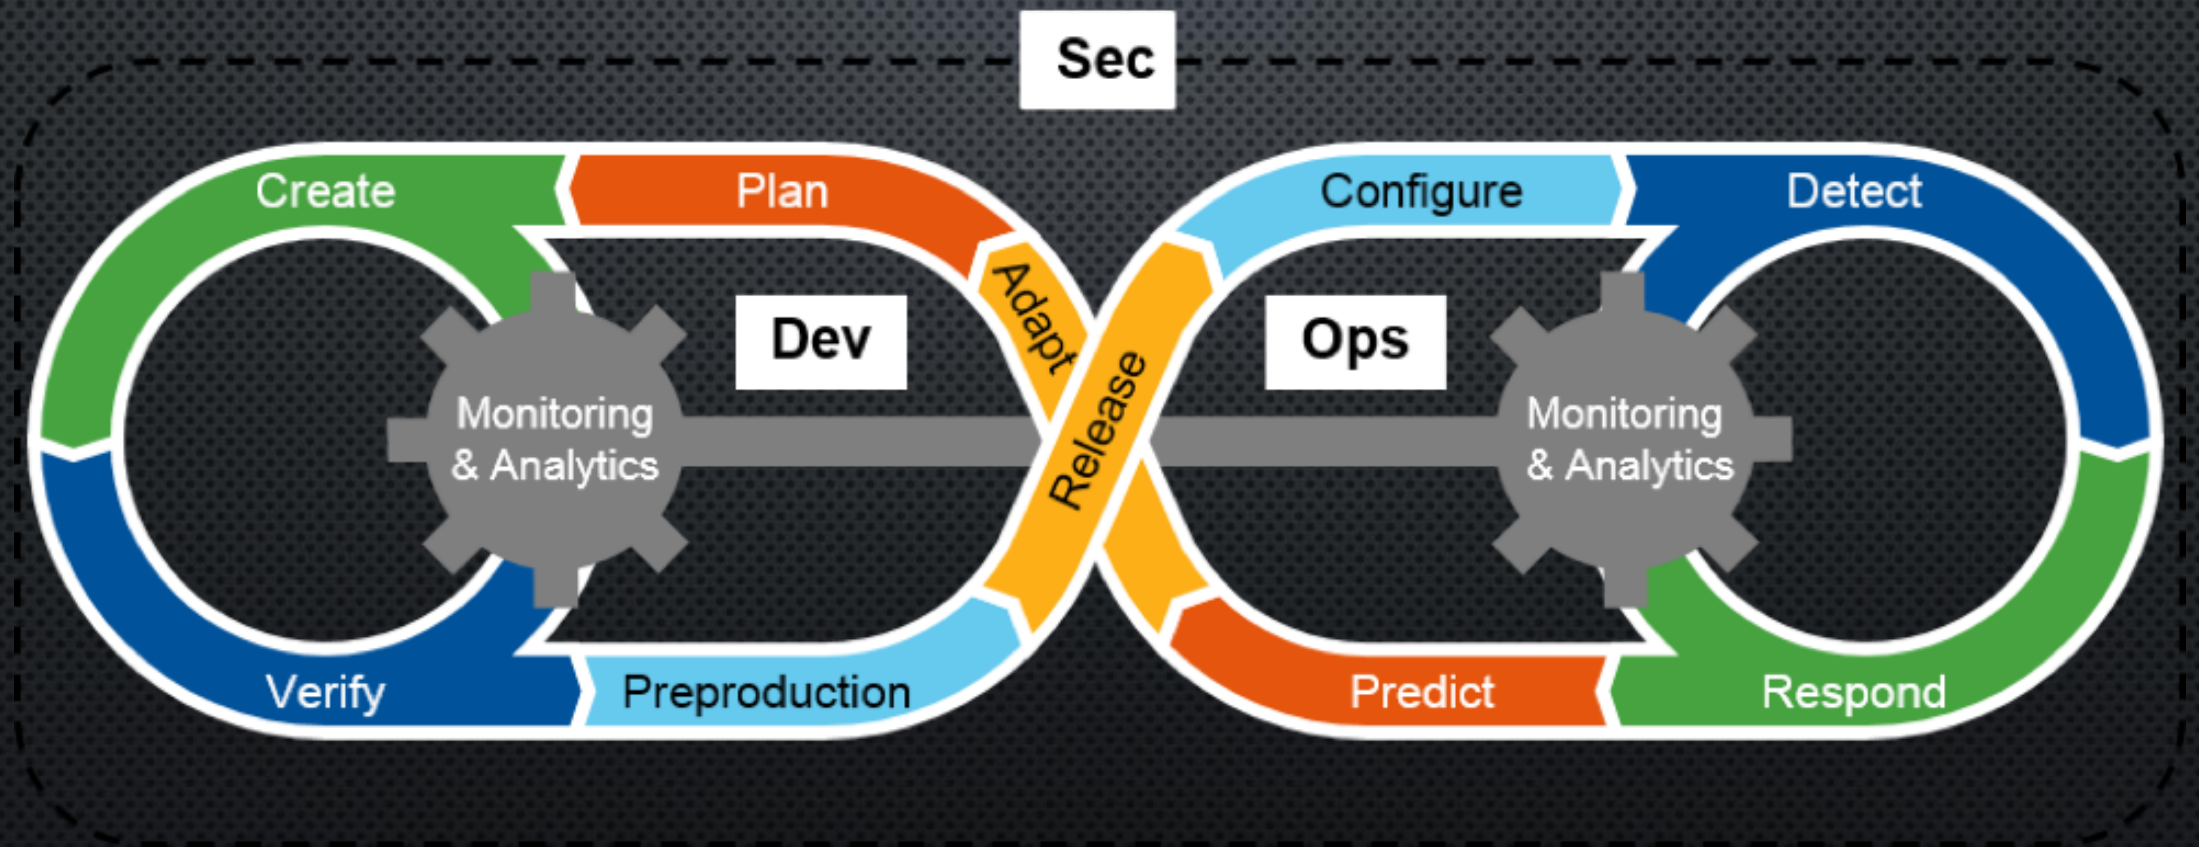 Sec
Create
Plan
Configure
Detect
Adapt
Dev
Ops
Release
Monitoring
& Analytics
Monitoring
& Analytics
Verify
Preproduction
Predict
Respond